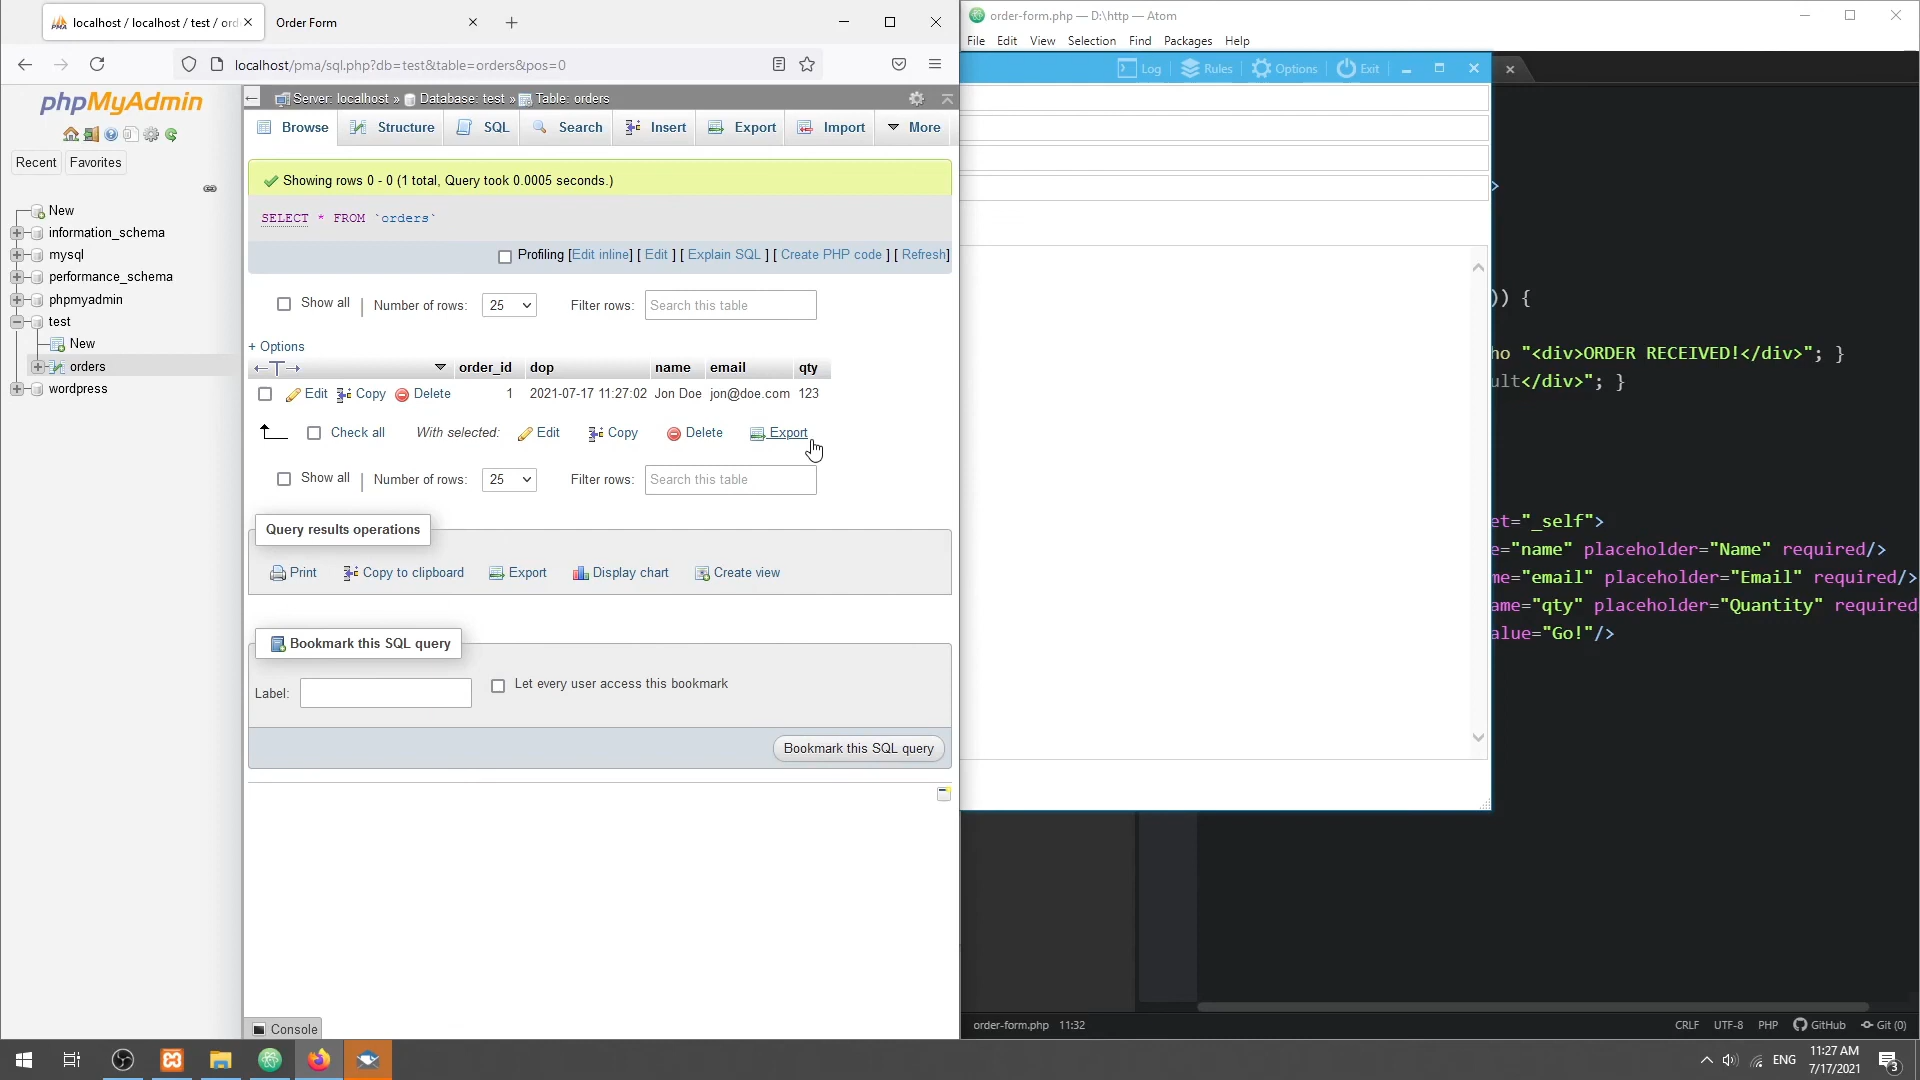 localhost / localhost / test / ord
Order Form
localhost/pma/sql.php?db=test&table=orders&pos=0
phpMyAdmin
Recent
Favorites
New
information_schema
mysql
performance_schema
phpmyadmin
test
New
orders
wordpress
Server: localhost » Database: test » Table: orders
Browse
Structure
SQL
Search
Insert
Export
Import
More
Showing rows 0 - 0 (1 total, Query took 0.0005 seconds.)
SELECT * FROM `orders`
Profiling [Edit inline] [ Edit ] [ Explain SQL ] [ Create PHP code ] [ Refresh]
Show all
Number of rows: 25
Filter rows: Search this table
+ Options
order_id dop name email qty
Edit Copy Delete 1 2021-07-17 11:27:02 Jon Doe jon@doe.com 123
Check all With selected: Edit Copy Delete Export
Show all
Number of rows: 25
Filter rows: Search this table
Query results operations
Print Copy to clipboard Export Display chart Create view
Bookmark this SQL query
Label:
Let every user access this bookmark
Bookmark this SQL query
Console
order-form.php — D:\http — Atom
File Edit View Selection Find Packages Help
Log Rules Options Exit
>
)) {
ho "<div>ORDER RECEIVED!</div>"; }
ult</div>"; }
et="_self">
e="name" placeholder="Name" required/>
me="email" placeholder="Email" required/>
ame="qty" placeholder="Quantity" required
alue="Go!"/>
order-form.php 11:32
CRLF UTF-8 PHP GitHub Git (0)
ENG
11:27 AM
7/17/2021
3